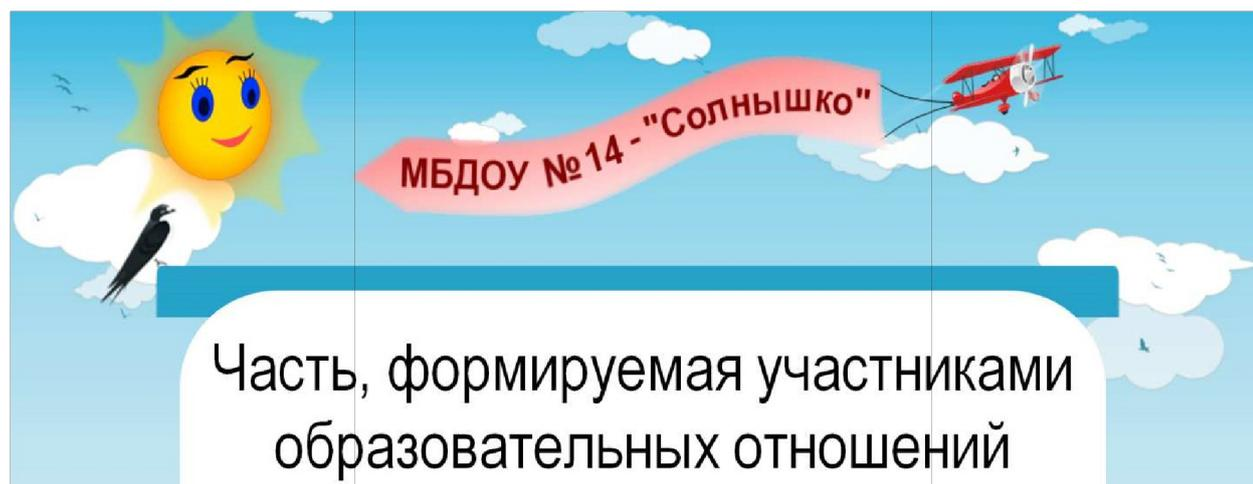 МБДОУ №14 - "Солнышко"
Часть, формируемая участниками
образовательных отношений